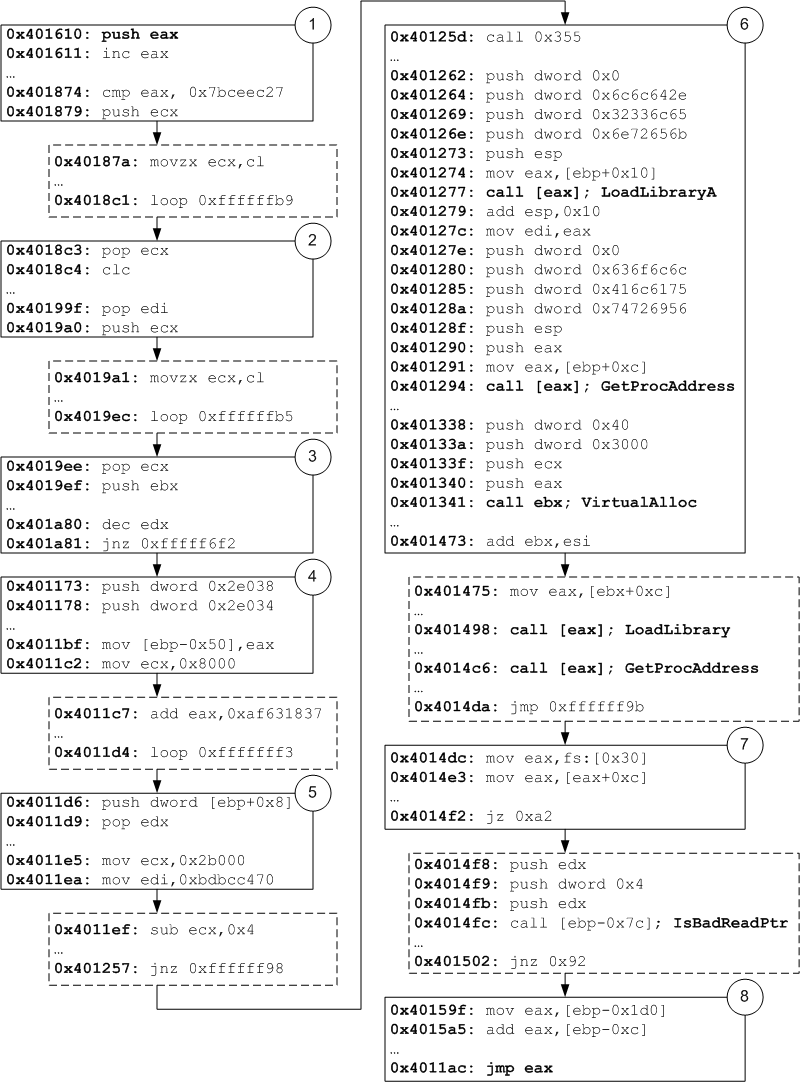 1
0x401610: push eax
0x401611: inc eax
…
0x401874: cmp eax, 0x7bceec27
0x401879: push ecx
0x40187a: movzx ecx,cl
…
0x4018c1: loop 0xffffffb9
2
0x4018c3: pop ecx
0x4018c4: clc
…
0x40199f: pop edi
0x4019a0: push ecx
0x4019a1: movzx ecx,cl
…
0x4019ec: loop 0xffffffb5
3
0x4019ee: pop ecx
0x4019ef: push ebx
…
0x401a80: dec edx
0x401a81: jnz 0xfffff6f2
4
0x401173: push dword 0x2e038
0x401178: push dword 0x2e034
…
0x4011bf: mov [ebp-0x50],eax
0x4011c2: mov ecx,0x8000
0x4011c7: add eax,0xaf631837
…
0x4011d4: loop 0xfffffff3
5
0x4011d6: push dword [ebp+0x8]
0x4011d9: pop edx
…
0x4011e5: mov ecx,0x2b000
0x4011ea: mov edi,0xbdbcc470
0x4011ef: sub ecx,0x4
…
0x401257: jnz 0xffffff98
6
0x40125d: call 0x355
…
0x401262: push dword 0x0
0x401264: push dword 0x6c6c642e
0x401269: push dword 0x32336c65
0x40126e: push dword 0x6e72656b
0x401273: push esp
0x401274: mov eax,[ebp+0x10]
0x401277: call [eax]; LoadLibraryA
0x401279: add esp,0x10
0x40127c: mov edi,eax
0x40127e: push dword 0x0
0x401280: push dword 0x636f6c6c
0x401285: push dword 0x416c6175
0x40128a: push dword 0x74726956
0x40128f: push esp
0x401290: push eax
0x401291: mov eax,[ebp+0xc]
0x401294: call [eax]; GetProcAddress
…
0x401338: push dword 0x40
0x40133a: push dword 0x3000
0x40133f: push ecx
0x401340: push eax
0x401341: call ebx; VirtualAlloc
…
0x401473: add ebx,esi
0x401475: mov eax,[ebx+0xc]
…
0x401498: call [eax]; LoadLibrary
…
0x4014c6: call [eax]; GetProcAddress
…
0x4014da: jmp 0xffffff9b
7
0x4014dc: mov eax,fs:[0x30]
0x4014e3: mov eax,[eax+0xc]
…
0x4014f2: jz 0xa2
0x4014f8: push edx
0x4014f9: push dword 0x4
0x4014fb: push edx
0x4014fc: call [ebp-0x7c]; IsBadReadPtr
…
0x401502: jnz 0x92
8
0x40159f: mov eax,[ebp-0x1d0]
0x4015a5: add eax,[ebp-0xc]
…
0x4011ac: jmp eax